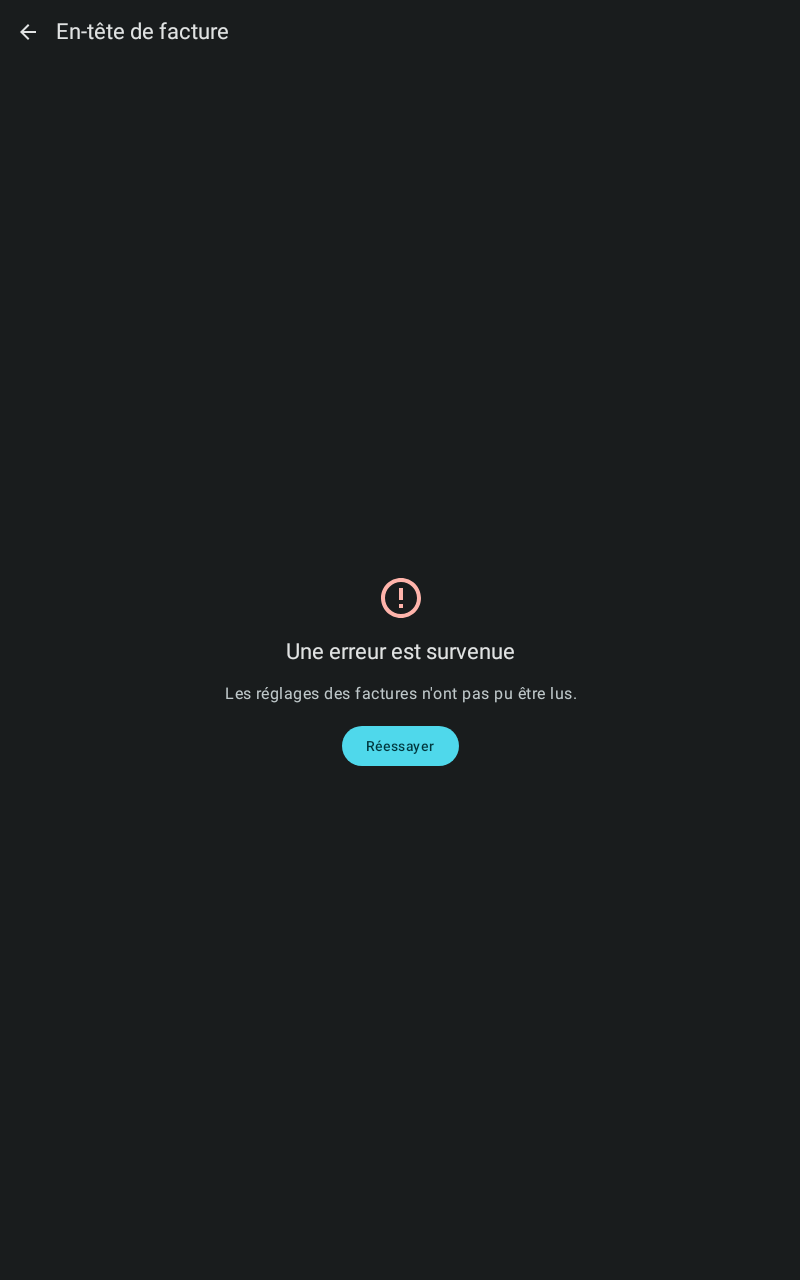 En-tête de facture
Une erreur est survenue
Les réglages des factures n'ont pas pu être lus.
Réessayer